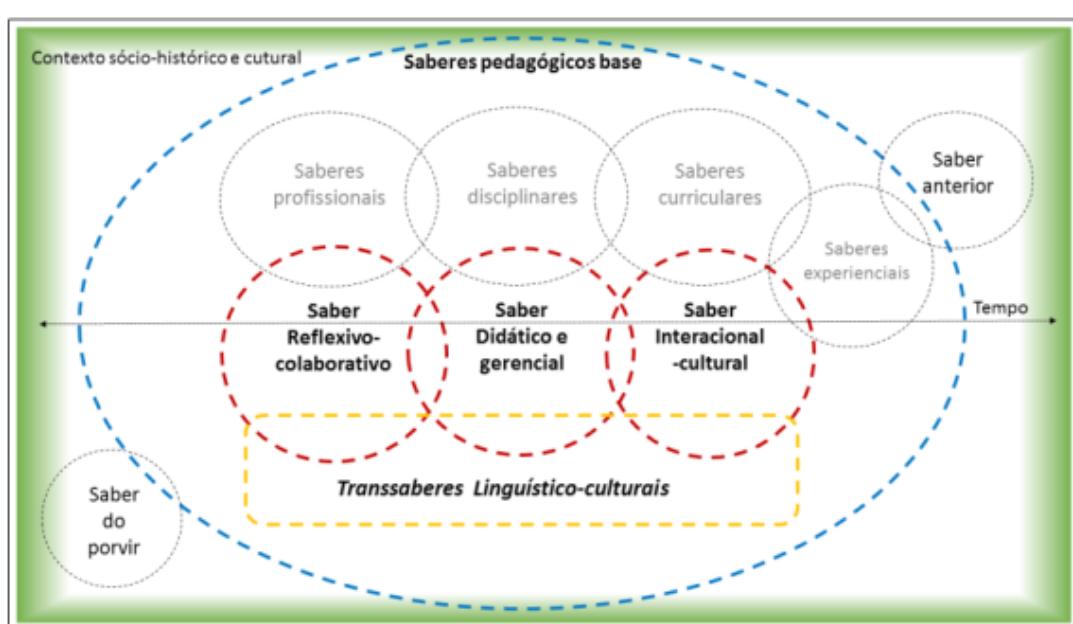 Contexto sócio-histórico e cutural
Saberes pedagógicos base
Saberes
profissionais
Saberes
disciplinares
Saberes
curriculares
Saber
anterior
Saberes
experienciais
Tempo
Saber
Reflexivo-
colaborativo
Saber
Didático e
gerencial
Saber
Interacional
-cultural
Transsaberes Linguístico-culturais
Saber
do
porvir